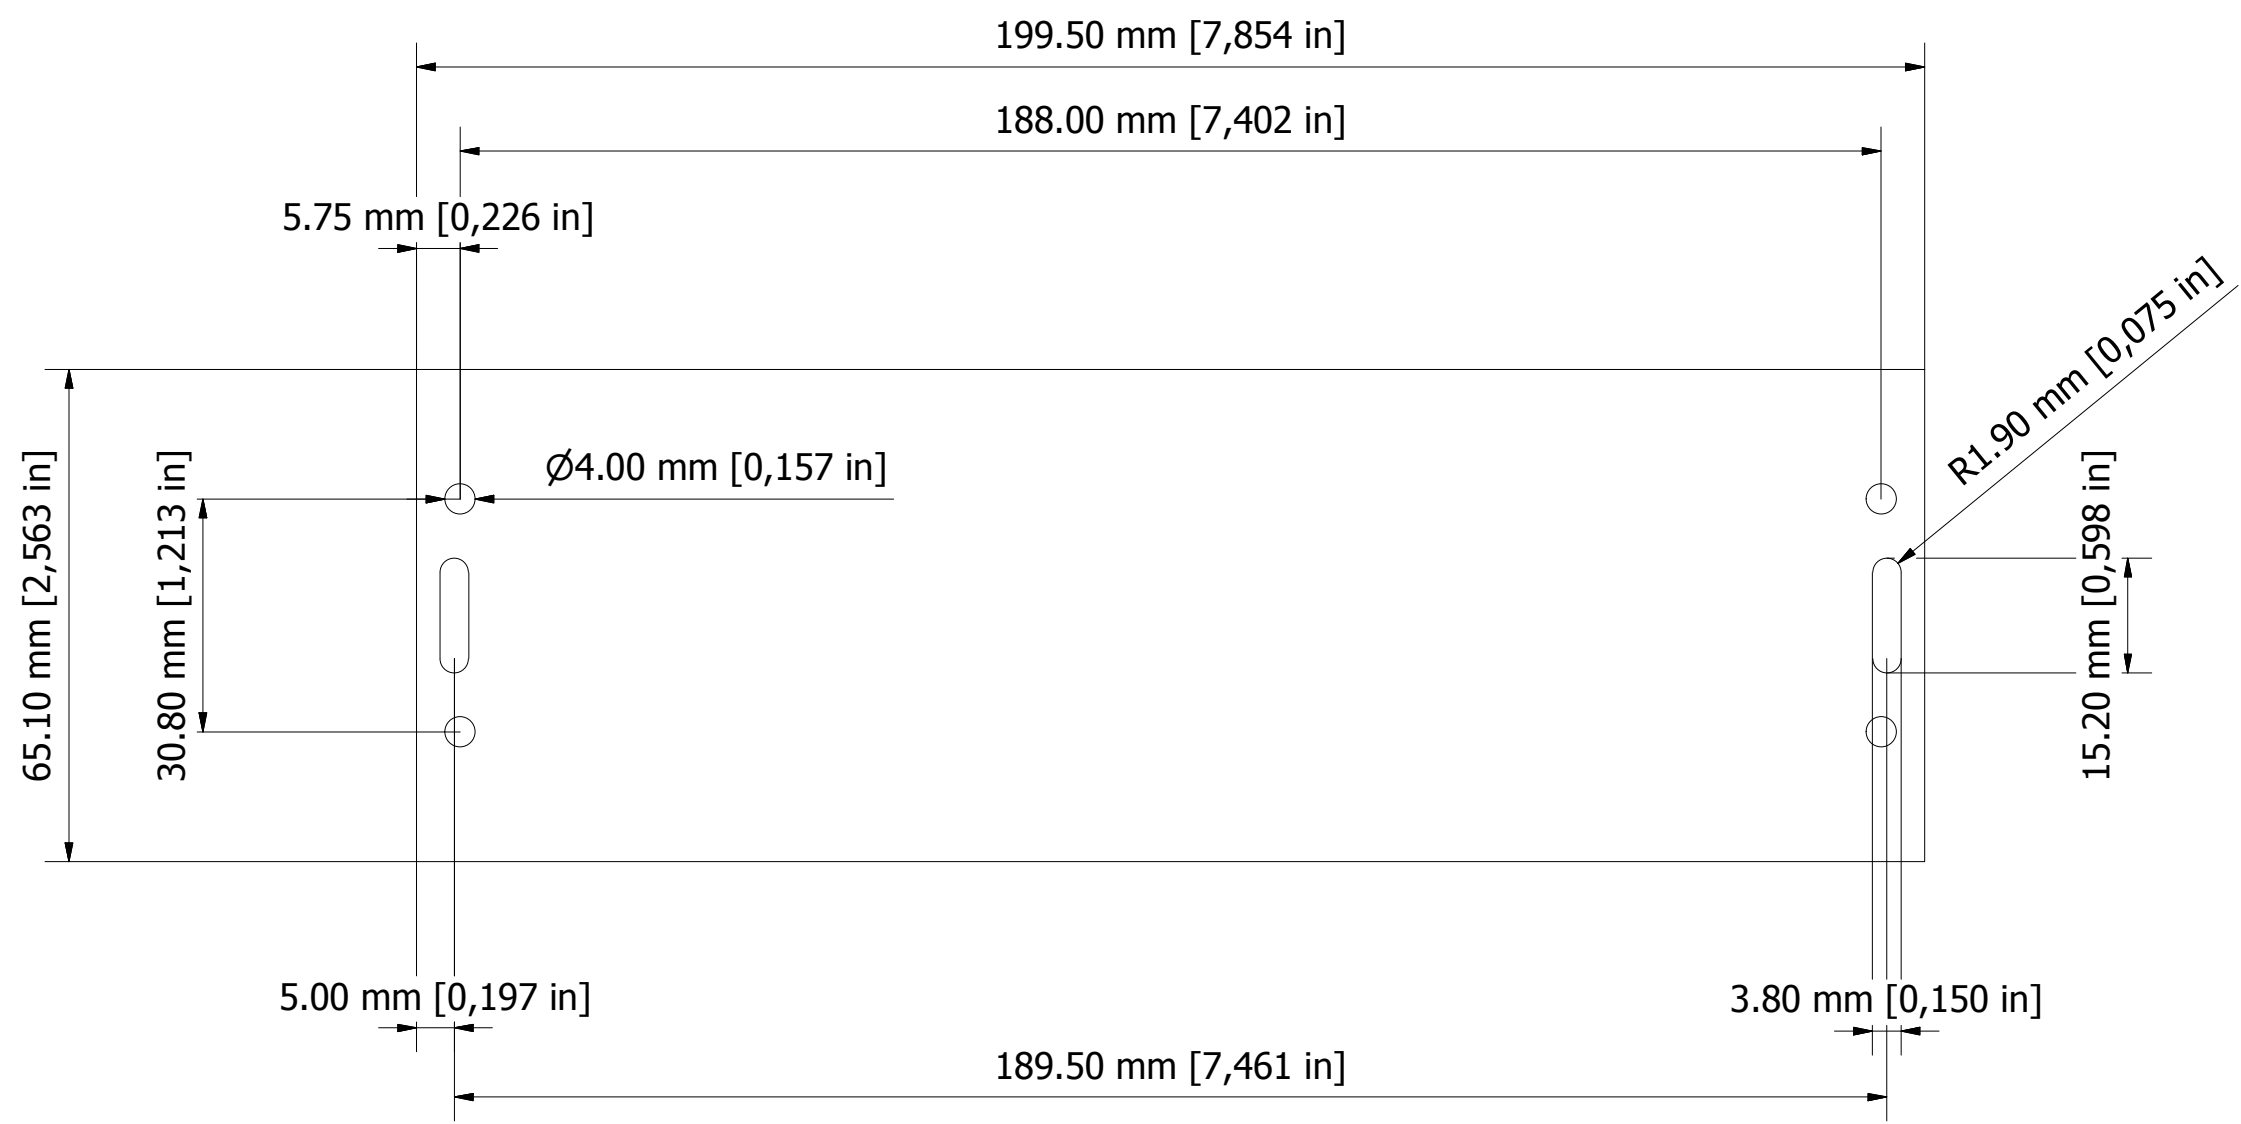 199.50 mm [7,854 in]
188.00 mm [7,402 in]
5.75 mm [0,226 in]
R1.90 mm [0,075 in]
Ø4.00 mm [0,157 in]
65.10 mm [2,563 in]
30.80 mm [1,213 in]
15.20 mm [0,598 in]
5.00 mm [0,197 in]
3.80 mm [0,150 in]
189.50 mm [7,461 in]